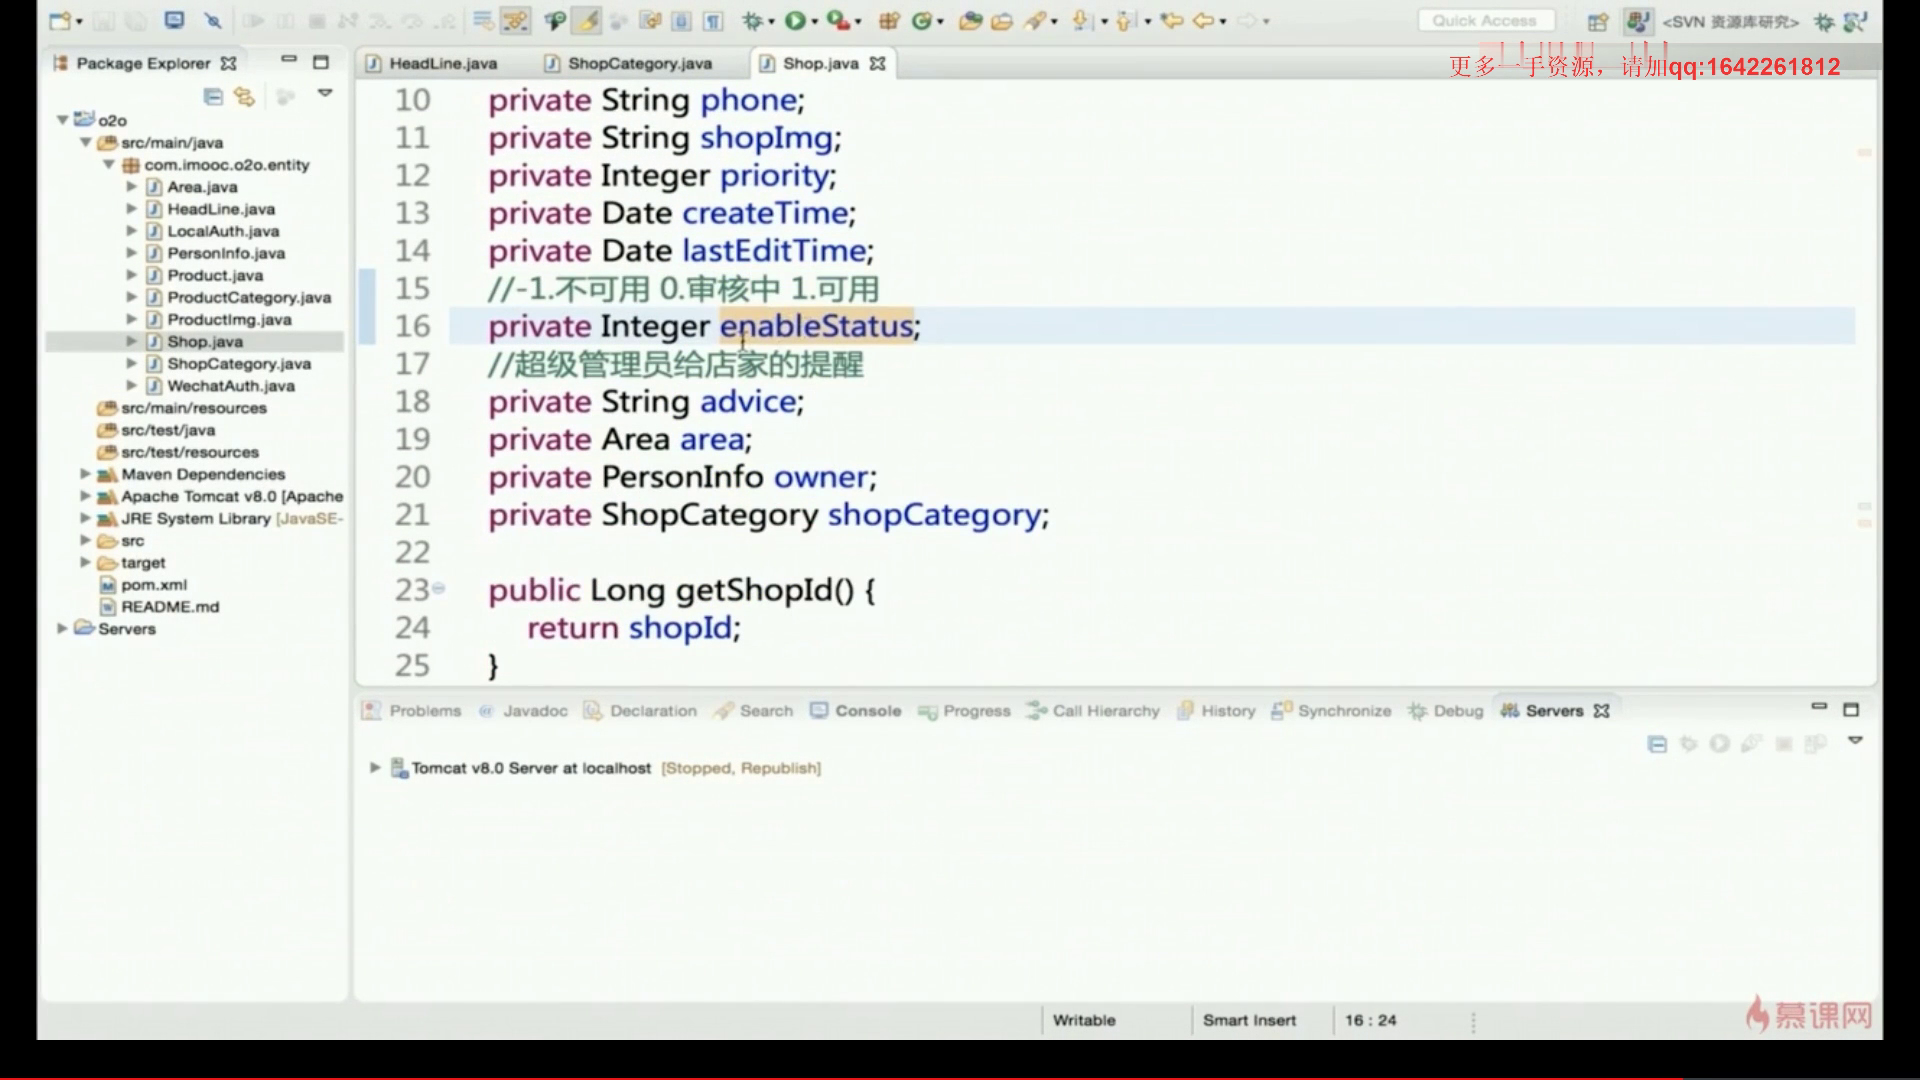 Quick Access
<SVN 资源库研究>
更多一手资源，请加qq:1642261812
Package Explorer
HeadLine.java
ShopCategory.java
Shop.java
o2o
src/main/java
com.imooc.o2o.entity
Area.java
HeadLine.java
LocalAuth.java
PersonInfo.java
Product.java
ProductCategory.java
ProductImg.java
Shop.java
ShopCategory.java
WechatAuth.java
src/main/resources
src/test/java
src/test/resources
Maven Dependencies
Apache Tomcat v8.0 [Apache
JRE System Library [JavaSE-
src
target
pom.xml
README.md
Servers
10 private String phone;
11 private String shopImg;
12 private Integer priority;
13 private Date createTime;
14 private Date lastEditTime;
15 //-1.不可用 0.审核中 1.可用
16 private Integer enableStatus;
17 //超级管理员给店家的提醒
18 private String advice;
19 private Area area;
20 private PersonInfo owner;
21 private ShopCategory shopCategory;
22
23 public Long getShopId() {
24 return shopId;
25 }
Problems Javadoc Declaration Search Console Progress Call Hierarchy History Synchronize Debug Servers
Tomcat v8.0 Server at localhost [Stopped, Republish]
Writable Smart Insert 16 : 24
慕课网